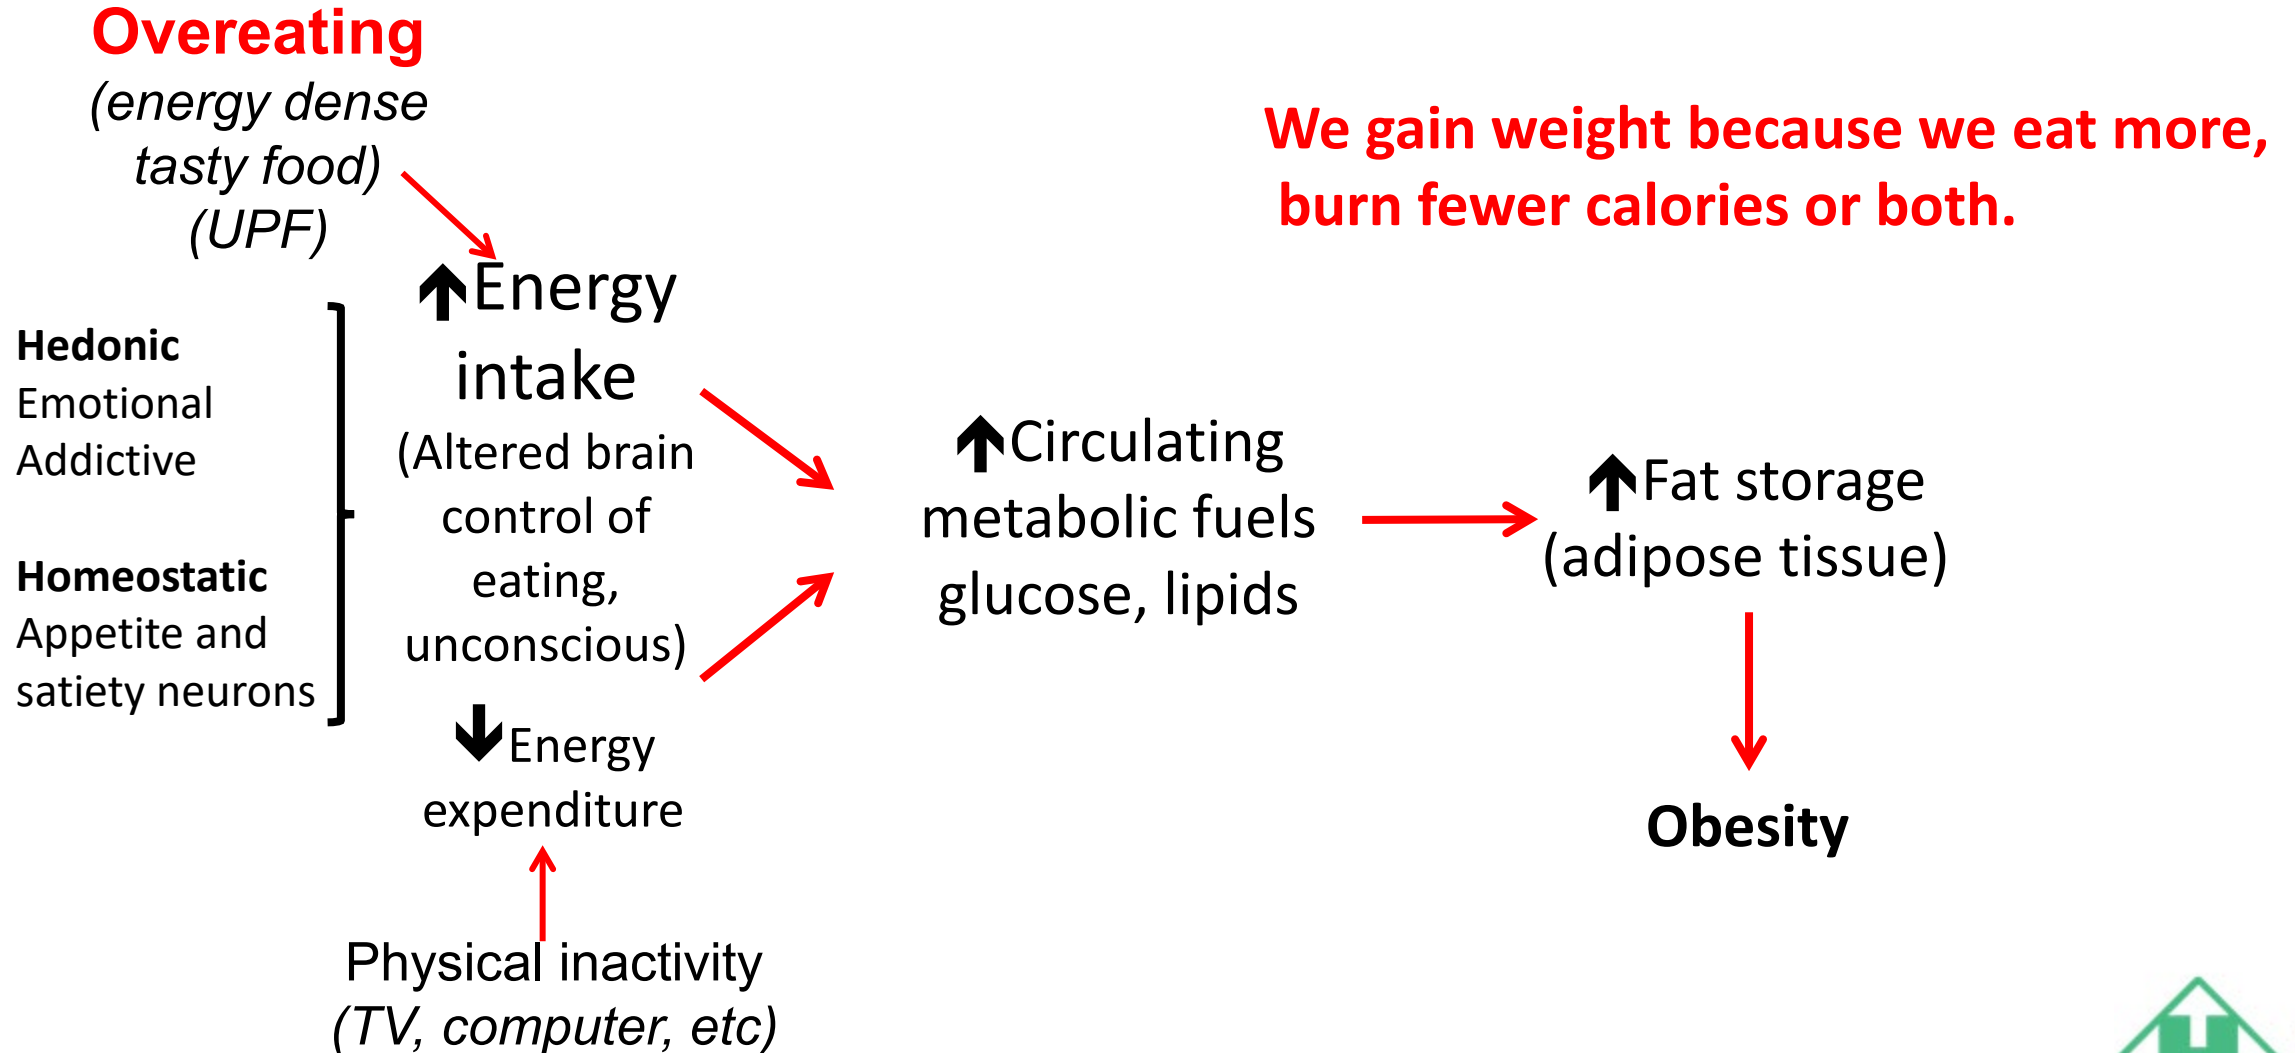 Overeating
(energy dense
tasty food)
(UPF)
We gain weight because we eat more,
burn fewer calories or both.
Hedonic
Emotional
Addictive
Homeostatic
Appetite and
satiety neurons
🡹Energy
intake
(Altered brain
control of
eating,
unconscious)
🡻Energy
expenditure
Physical inactivity
(TV, computer, etc)
🡹Circulating
metabolic fuels
glucose, lipids
🡹Fat storage
(adipose tissue)
Obesity